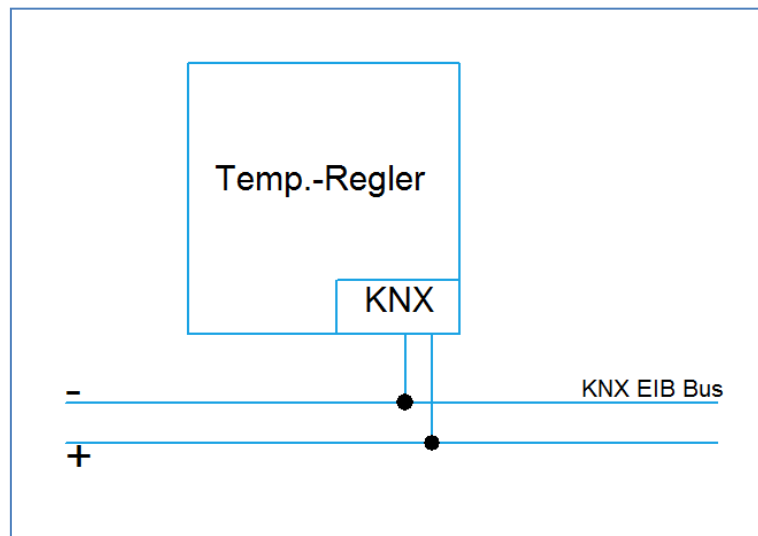 Temp.-Regler
KNX
-
KNX EIB Bus
+